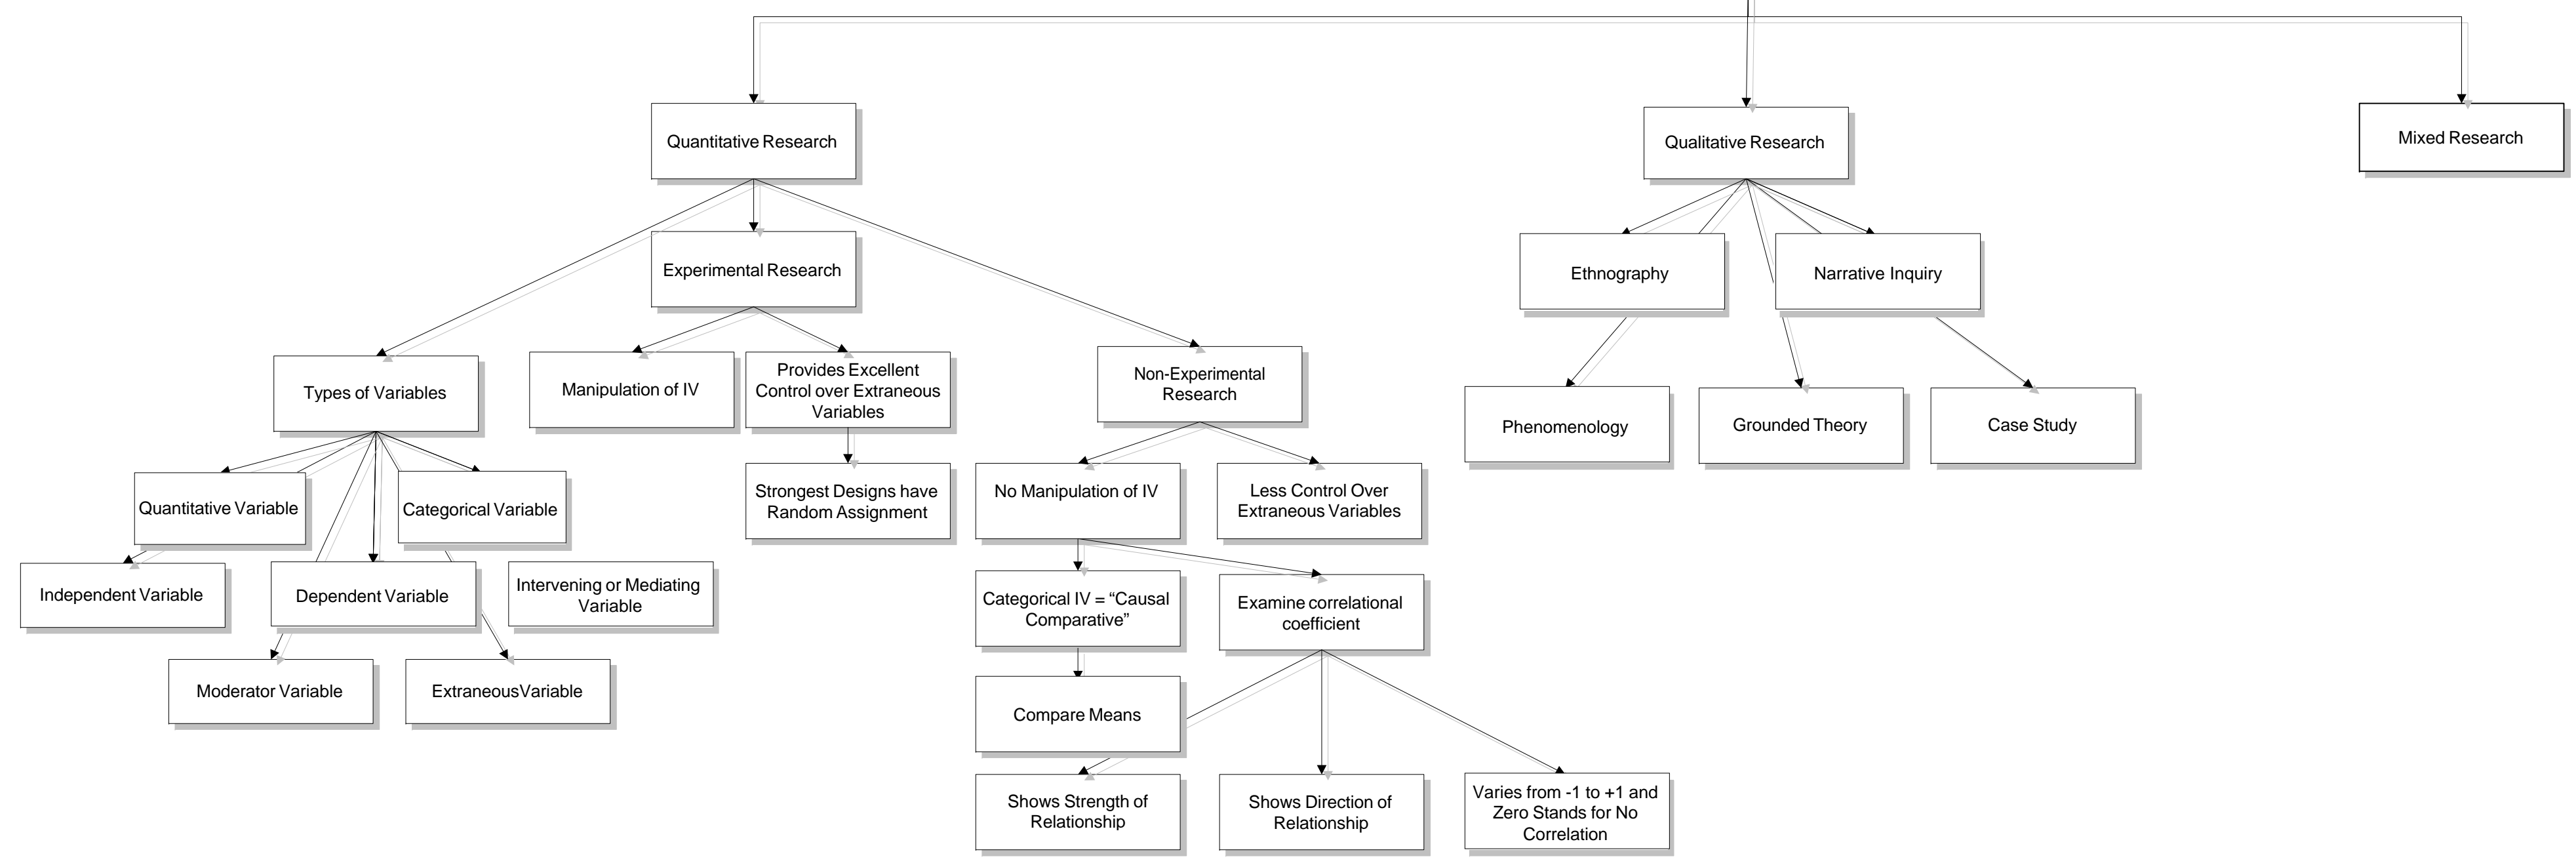 Quantitative Research
Qualitative Research
Mixed Research
Experimental Research
Ethnography
Narrative Inquiry
Types of Variables
Manipulation of IV
Provides Excellent
Control over Extraneous
Variables
Non-Experimental
Research
Phenomenology
Grounded Theory
Case Study
Quantitative Variable
Categorical Variable
Strongest Designs have
Random Assignment
No Manipulation of IV
Less Control Over
Extraneous Variables
Independent Variable
Dependent Variable
Intervening or Mediating
Variable
Categorical IV = “Causal
Comparative”
Examine correlational
coefficient
Moderator Variable
ExtraneousVariable
Compare Means
Shows Strength of
Relationship
Shows Direction of
Relationship
Varies from -1 to +1 and
Zero Stands for No
Correlation